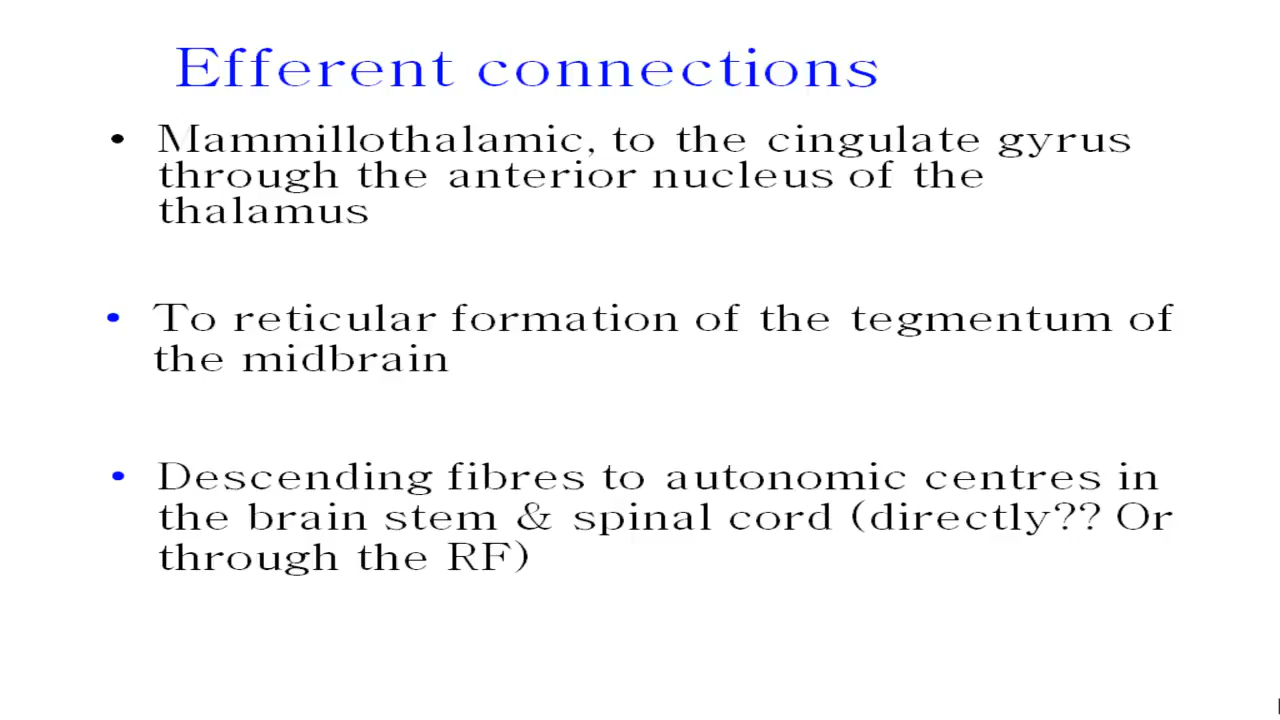 Efferent connections
• Mammillothalamic, to the cingulate gyrus
through the anterior nucleus of the
thalamus
• To reticular formation of the tegmentum of
the midbrain
• Descending fibres to autonomic centres in
the brain stem & spinal cord (directly?? Or
through the RF)